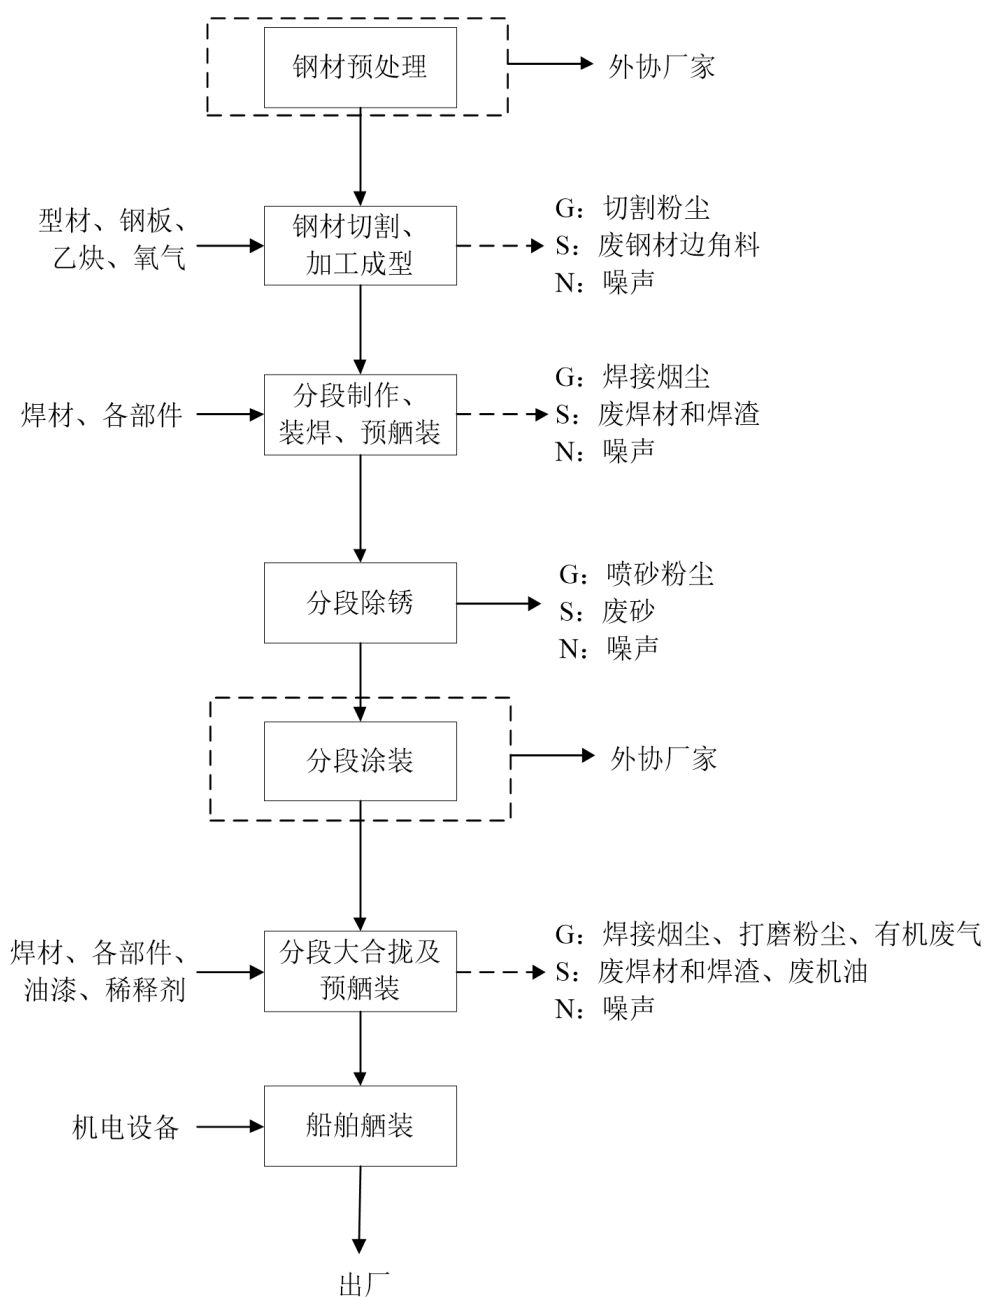 钢材预处理
外协厂家
型材、钢板、
乙炔、氧气
钢材切割、
加工成型
G：切割粉尘
S：废钢材边角料
N：噪声
焊材、各部件
分段制作、
装焊、预舾装
G：焊接烟尘
S：废焊材和焊渣
N：噪声
分段除锈
G：喷砂粉尘
S：废砂
N：噪声
分段涂装
外协厂家
焊材、各部件、
油漆、稀释剂
分段大合拢及
预舾装
G：焊接烟尘、打磨粉尘、有机废气
S：废焊材和焊渣、废机油
N：噪声
机电设备
船舶舾装
出厂